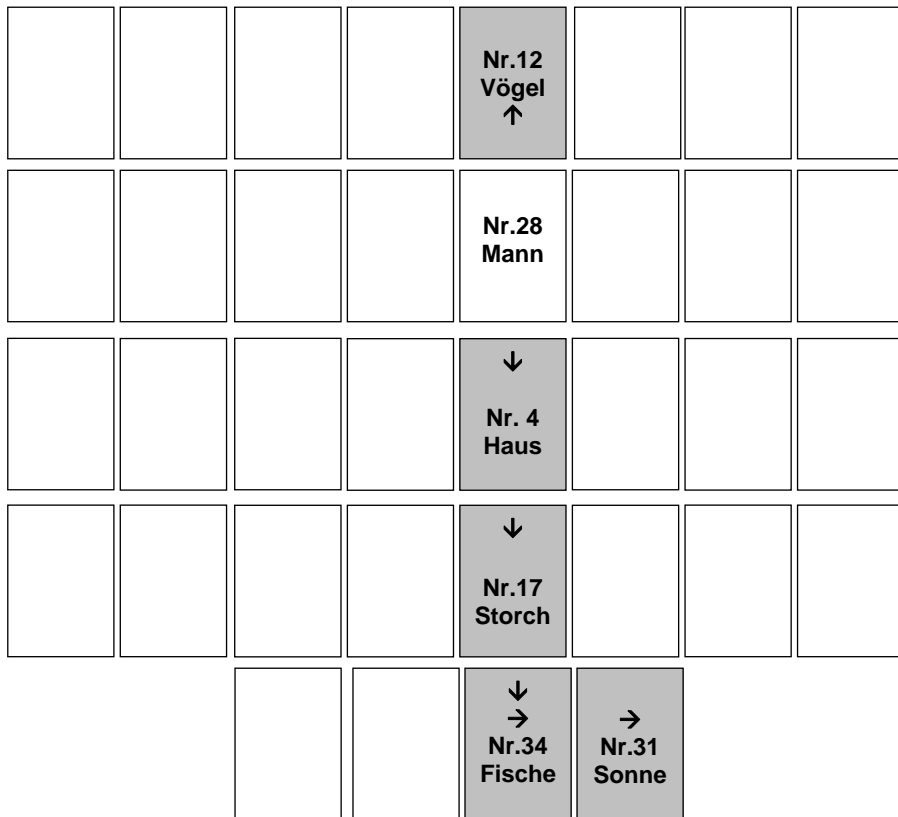 Nr.12
Vögel
↑
Nr.28
Mann
↓
Nr. 4
Haus
↓
Nr.17
Storch
↓
→
Nr.34
Fische
→
Nr.31
Sonne